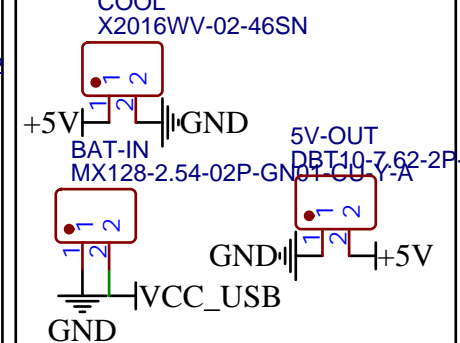 COOL
X2016WV-02-46SN
1 2
1 2
+5V
GND
BAT-IN
MX128-2.54-02P-GN01-CU-Y-A
1 2
1 2
VCC_USB
GND
5V-OUT
DBT10-7.62-2P-
1 2
1 2
GND
+5V